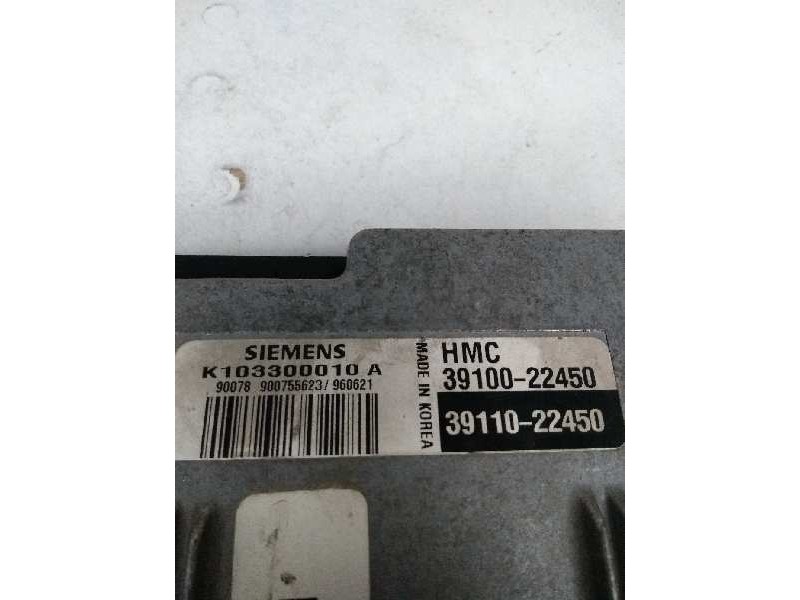 SIEMENS
K103300010 A
90078 900755623/ 960621
MADE IN KOREA
HMC
39100-22450
39110-22450